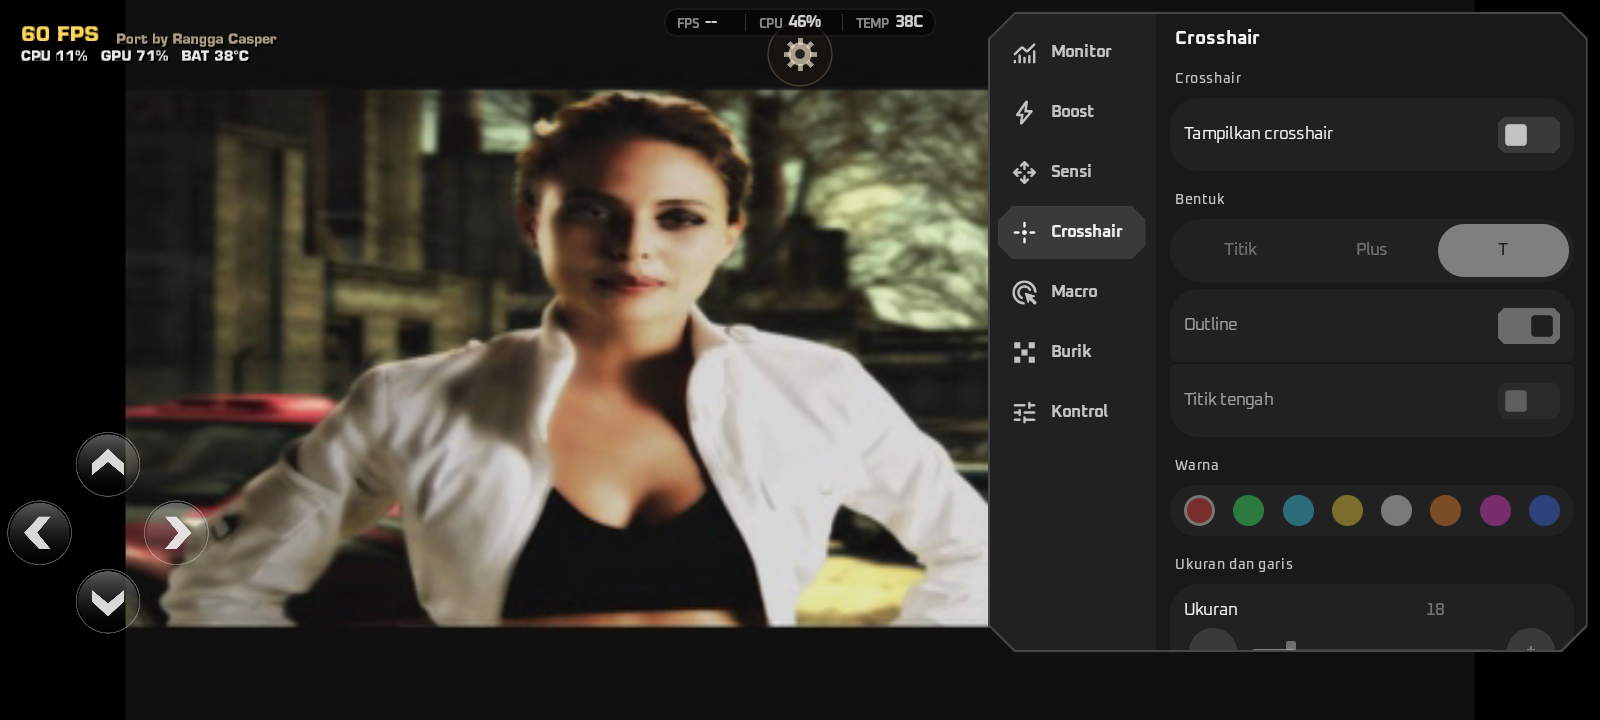 60 FPS Port by Rangga Casper
CPU 11% GPU 71% BAT 38°C
FPS -- CPU 46% TEMP 38C
Monitor
Boost
Sensi
Crosshair
Macro
Burik
Kontrol
Crosshair
Crosshair
Tampilkan crosshair
Bentuk
Titik Plus T
Outline
Titik tengah
Warna
Ukuran dan garis
Ukuran 18
+